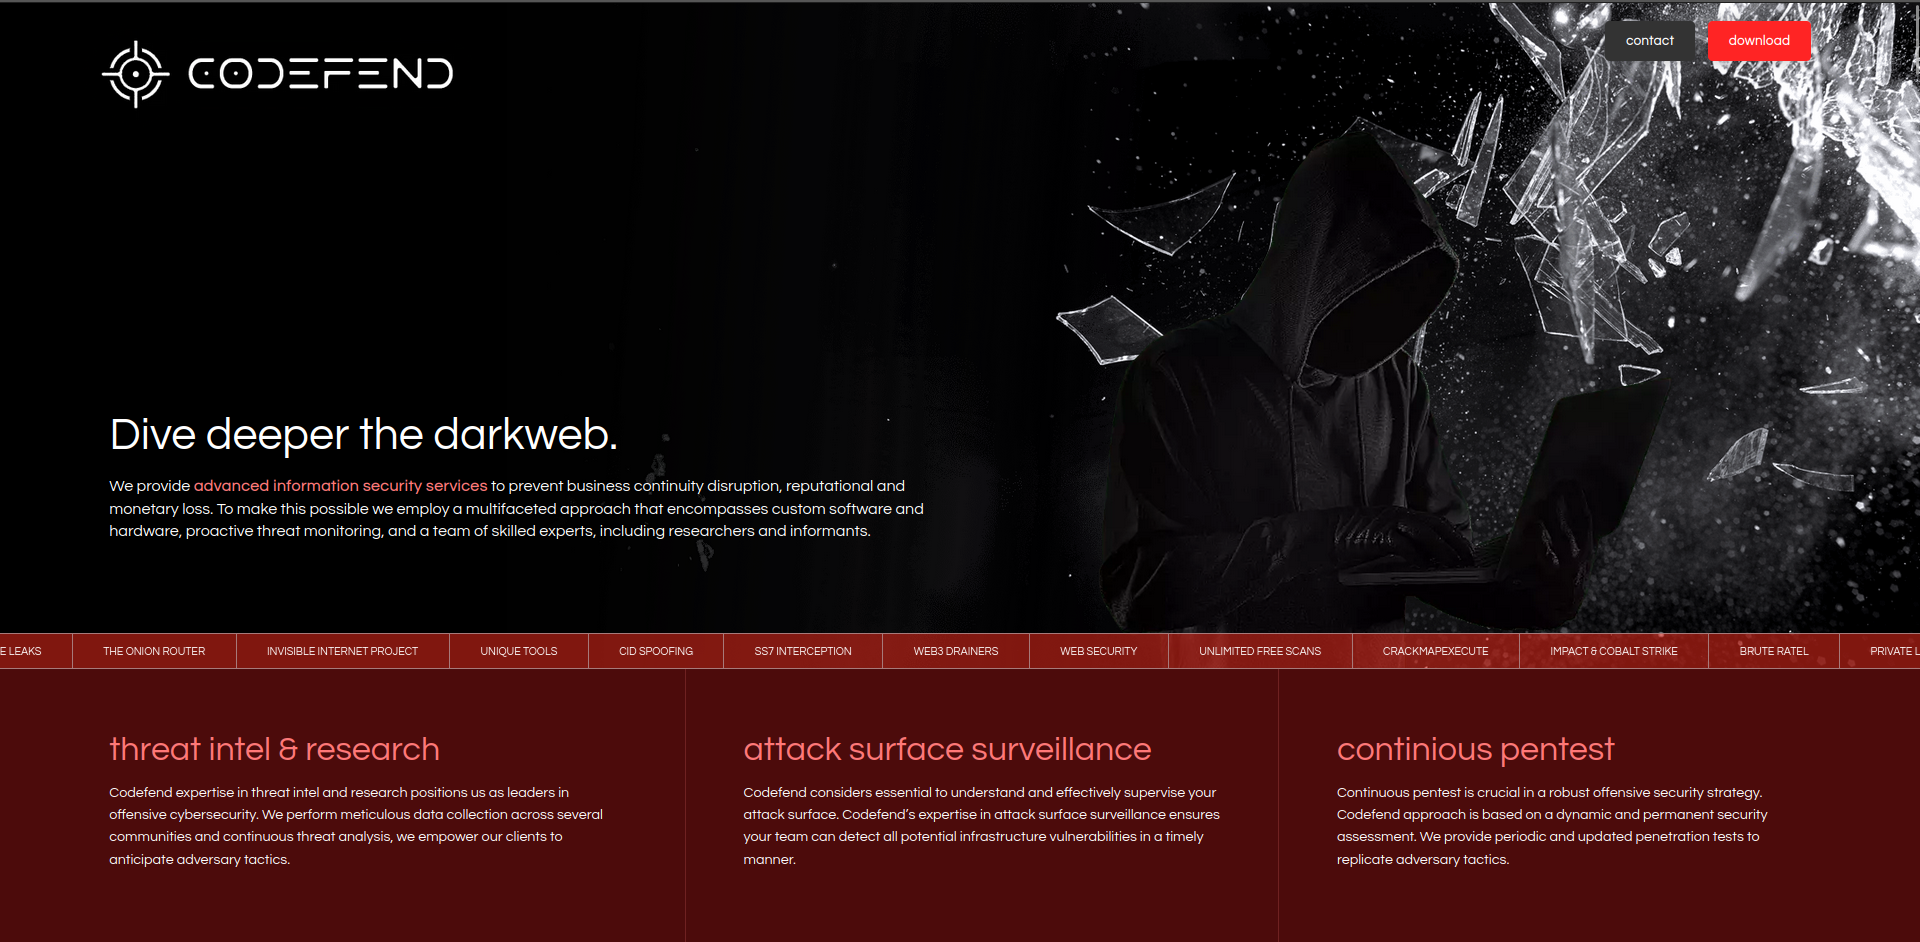 CODEFEND
contact
download
Dive deeper the darkweb.
We provide advanced information security services to prevent business continuity disruption, reputational and
monetary loss. To make this possible we employ a multifaceted approach that encompasses custom software and
hardware, proactive threat monitoring, and a team of skilled experts, including researchers and informants.
E LEAKS THE ONION ROUTER INVISIBLE INTERNET PROJECT UNIQUE TOOLS CID SPOOFING SS7 INTERCEPTION WEB3 DRAINERS WEB SECURITY UNLIMITED FREE SCANS CRACKMAPEXECUTE IMPACT & COBALT STRIKE BRUTE RATEL PRIVATE L
threat intel & research
Codefend expertise in threat intel and research positions us as leaders in
offensive cybersecurity. We perform meticulous data collection across several
communities and continuous threat analysis, we empower our clients to
anticipate adversary tactics.
attack surface surveillance
Codefend considers essential to understand and effectively supervise your
attack surface. Codefend’s expertise in attack surface surveillance ensures
your team can detect all potential infrastructure vulnerabilities in a timely
manner.
continious pentest
Continuous pentest is crucial in a robust offensive security strategy.
Codefend approach is based on a dynamic and permanent security
assessment. We provide periodic and updated penetration tests to
replicate adversary tactics.